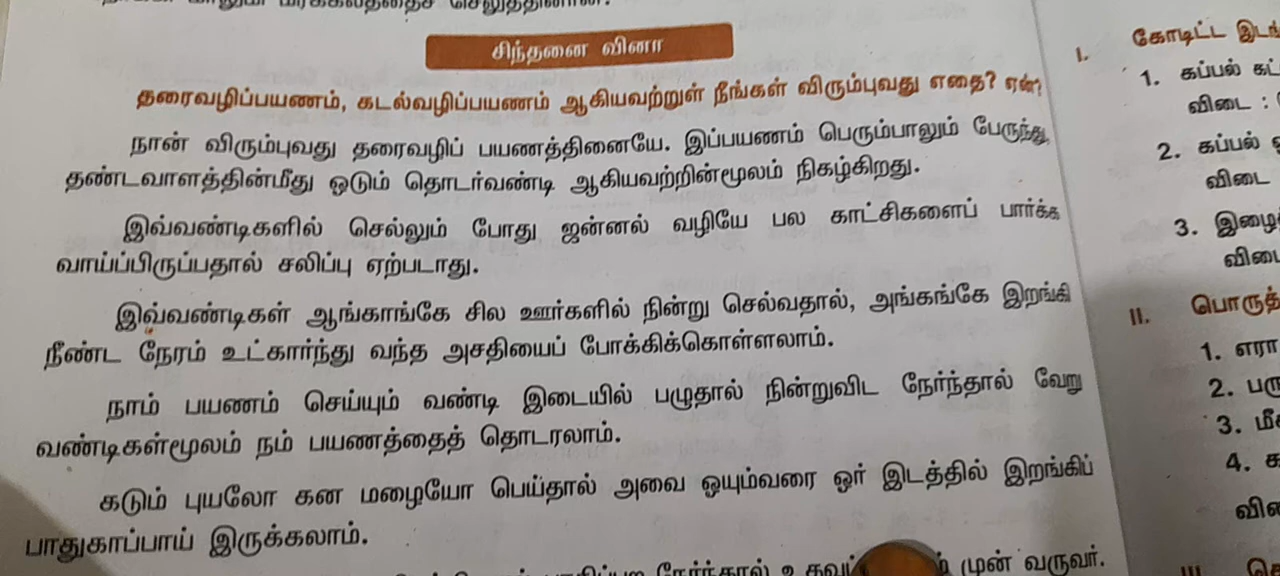 சிந்தனை வினா
தரைவழிப்பயணம், கடல்வழிப்பயணம் ஆகியவற்றுள் நீங்கள் விரும்புவது எதை? ஏன்?
நான் விரும்புவது தரைவழிப் பயணத்தினையே. இப்பயணம் பெரும்பாலும் பேருந்து,
தண்டவாளத்தின்மீது ஓடும் தொடர்வண்டி ஆகியவற்றின்மூலம் நிகழ்கிறது.
இவ்வண்டிகளில் செல்லும் போது ஜன்னல் வழியே பல காட்சிகளைப் பார்க்க
வாய்ப்பிருப்பதால் சலிப்பு ஏற்படாது.
இவ்வண்டிகள் ஆங்காங்கே சில ஊர்களில் நின்று செல்வதால், அங்கங்கே இறங்கி
நீண்ட நேரம் உட்கார்ந்து வந்த அசதியைப் போக்கிக்கொள்ளலாம்.
நாம் பயணம் செய்யும் வண்டி இடையில் பழுதால் நின்றுவிட நேர்ந்தால் வேறு
வண்டிகள்மூலம் நம் பயணத்தைத் தொடரலாம்.
கடும் புயலோ கன மழையோ பெய்தால் அவை ஓயும்வரை ஓர் இடத்தில் இறங்கிப்
பாதுகாப்பாய் இருக்கலாம்.
நேர்ந்தால் முன் வருவர்.
I. கோடிட்ட
1. கப்பல்
விடை :
2. கப்பல்
விடை
3.
II.
1.
2.
3.
4.
III.